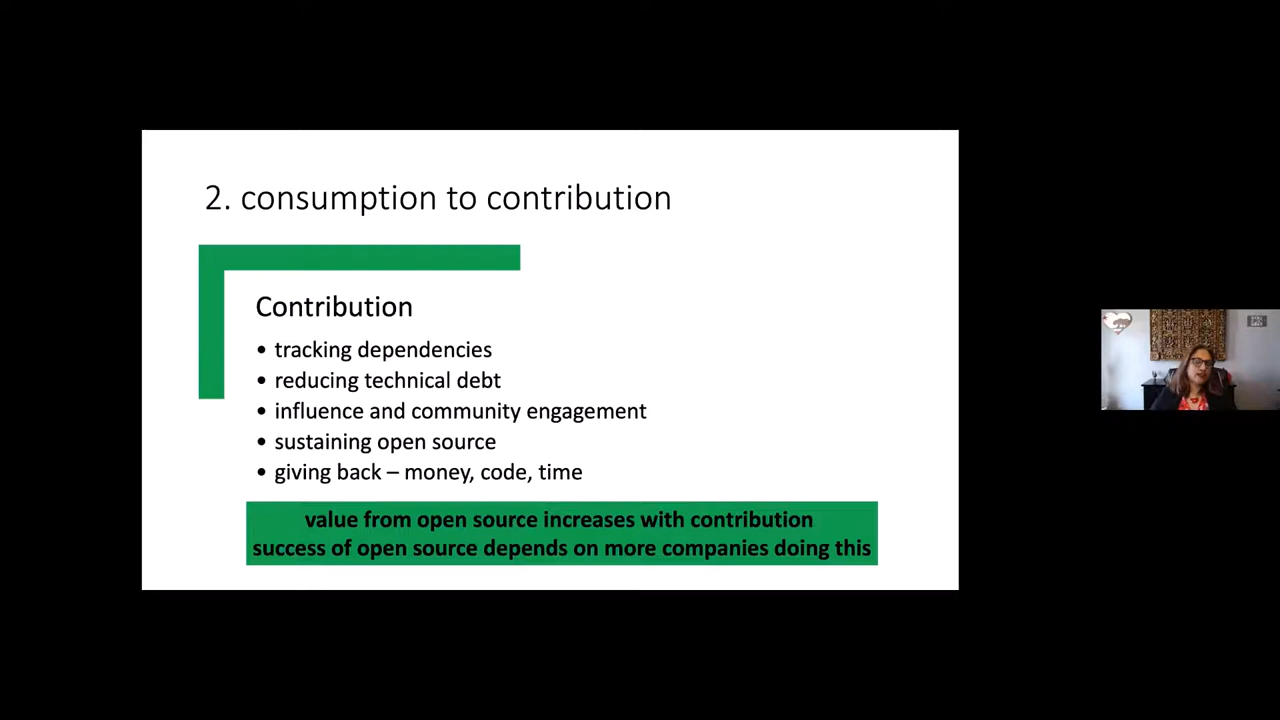 2. consumption to contribution
Contribution
• tracking dependencies
• reducing technical debt
• influence and community engagement
• sustaining open source
• giving back – money, code, time
value from open source increases with contribution
success of open source depends on more companies doing this